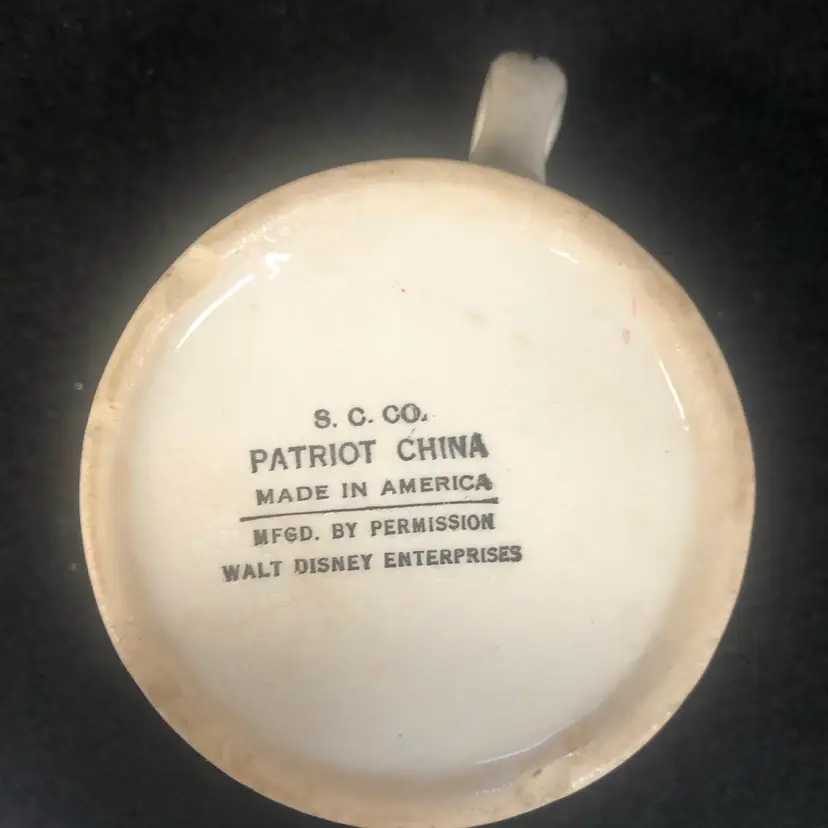 S. C. CO.
PATRIOT CHINA
MADE IN AMERICA
MFGD. BY PERMISSION
WALT DISNEY ENTERPRISES